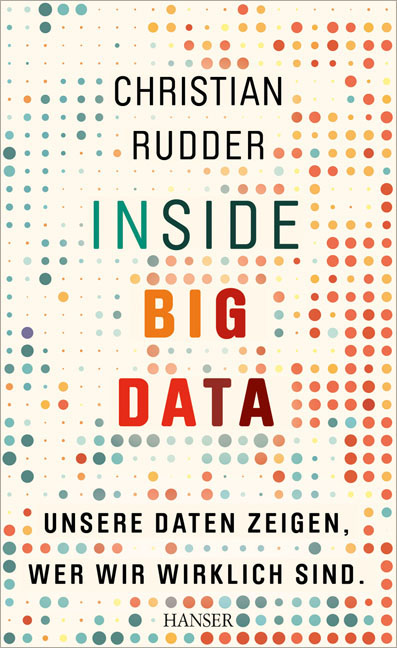 CHRISTIAN
RUDDER
INSIDE
BIG
DATA
UNSERE DATEN ZEIGEN,
WER WIR WIRKLICH SIND.
HANSER